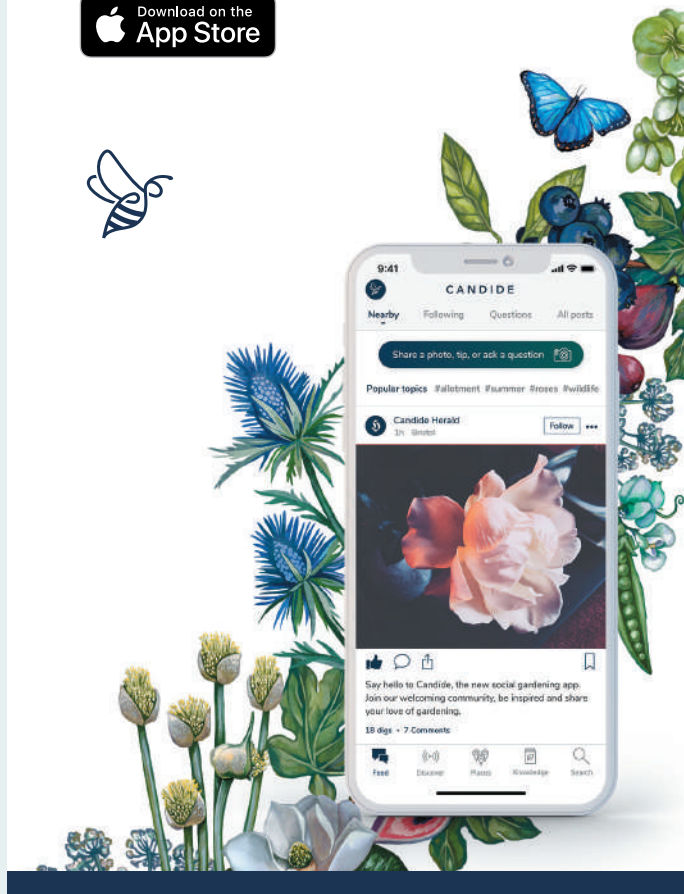 Download on the
App Store
9:41
CANDIDE
Nearby Following Questions All posts
Share a photo, tip, or ask a question
Popular topics #allotment #summer #roses #wildlife
Candide Herald
1h Bristol
Follow
Say hello to Candide, the new social gardening app.
Join our welcoming community, be inspired and share
your love of gardening.
18 digs • 7 Comments
Feed Discover Places Knowledge Search